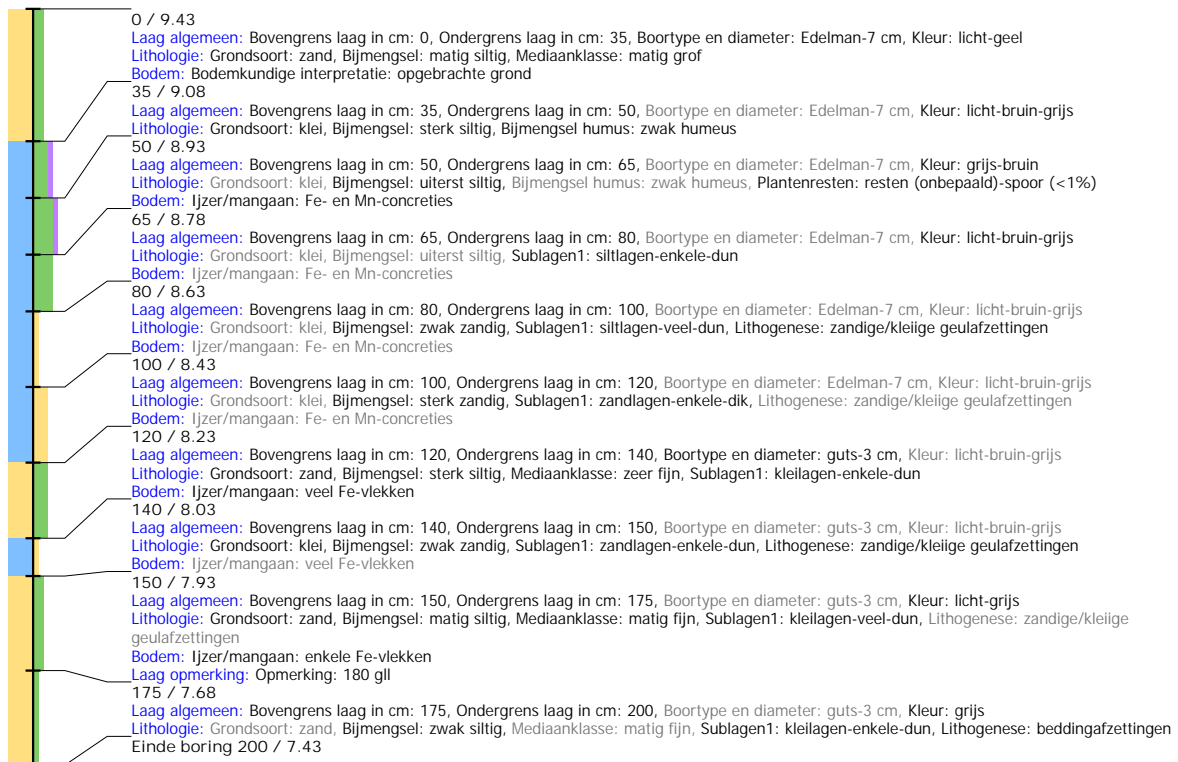 0 / 9.43
Laag algemeen: Bovengrens laag in cm: 0, Ondergrens laag in cm: 35, Boortype en diameter: Edelman-7 cm, Kleur: licht-geel
Lithologie: Grondsoort: zand, Bijmengsel: matig siltig, Mediaanklasse: matig grof
Bodem: Bodemkundige interpretatie: opgebrachte grond
35 / 9.08
Laag algemeen: Bovengrens laag in cm: 35, Ondergrens laag in cm: 50, Boortype en diameter: Edelman-7 cm, Kleur: licht-bruin-grijs
Lithologie: Grondsoort: klei, Bijmengsel: sterk siltig, Bijmengsel humus: zwak humeus
50 / 8.93
Laag algemeen: Bovengrens laag in cm: 50, Ondergrens laag in cm: 65, Boortype en diameter: Edelman-7 cm, Kleur: grijs-bruin
Lithologie: Grondsoort: klei, Bijmengsel: uiterst siltig, Bijmengsel humus: zwak humeus, Plantenresten: resten (onbepaald)-spoor (<1%)
Bodem: Ijzer/mangaan: Fe- en Mn-concreties
65 / 8.78
Laag algemeen: Bovengrens laag in cm: 65, Ondergrens laag in cm: 80, Boortype en diameter: Edelman-7 cm, Kleur: licht-bruin-grijs
Lithologie: Grondsoort: klei, Bijmengsel: uiterst siltig, Sublagen1: siltlagen-enkele-dun
Bodem: Ijzer/mangaan: Fe- en Mn-concreties
80 / 8.63
Laag algemeen: Bovengrens laag in cm: 80, Ondergrens laag in cm: 100, Boortype en diameter: Edelman-7 cm, Kleur: licht-bruin-grijs
Lithologie: Grondsoort: klei, Bijmengsel: zwak zandig, Sublagen1: siltlagen-veel-dun, Lithogenese: zandige/kleiige geulafzettingen
Bodem: Ijzer/mangaan: Fe- en Mn-concreties
100 / 8.43
Laag algemeen: Bovengrens laag in cm: 100, Ondergrens laag in cm: 120, Boortype en diameter: Edelman-7 cm, Kleur: licht-bruin-grijs
Lithologie: Grondsoort: klei, Bijmengsel: sterk zandig, Sublagen1: zandlagen-enkele-dik, Lithogenese: zandige/kleiige geulafzettingen
Bodem: Ijzer/mangaan: Fe- en Mn-concreties
120 / 8.23
Laag algemeen: Bovengrens laag in cm: 120, Ondergrens laag in cm: 140, Boortype en diameter: guts-3 cm, Kleur: licht-bruin-grijs
Lithologie: Grondsoort: zand, Bijmengsel: sterk siltig, Mediaanklasse: zeer fijn, Sublagen1: kleilagen-enkele-dun
Bodem: Ijzer/mangaan: veel Fe-vlekken
140 / 8.03
Laag algemeen: Bovengrens laag in cm: 140, Ondergrens laag in cm: 150, Boortype en diameter: guts-3 cm, Kleur: licht-bruin-grijs
Lithologie: Grondsoort: klei, Bijmengsel: zwak zandig, Sublagen1: zandlagen-enkele-dun, Lithogenese: zandige/kleiige geulafzettingen
Bodem: Ijzer/mangaan: veel Fe-vlekken
150 / 7.93
Laag algemeen: Bovengrens laag in cm: 150, Ondergrens laag in cm: 175, Boortype en diameter: guts-3 cm, Kleur: licht-grijs
Lithologie: Grondsoort: zand, Bijmengsel: matig siltig, Mediaanklasse: matig fijn, Sublagen1: kleilagen-veel-dun, Lithogenese: zandige/kleiige
geulafzettingen
Bodem: Ijzer/mangaan: enkele Fe-vlekken
Laag opmerking: Opmerking: 180 gll
175 / 7.68
Laag algemeen: Bovengrens laag in cm: 175, Ondergrens laag in cm: 200, Boortype en diameter: guts-3 cm, Kleur: grijs
Lithologie: Grondsoort: zand, Bijmengsel: zwak siltig, Mediaanklasse: matig fijn, Sublagen1: kleilagen-enkele-dun, Lithogenese: beddingafzettingen
Einde boring 200 / 7.43